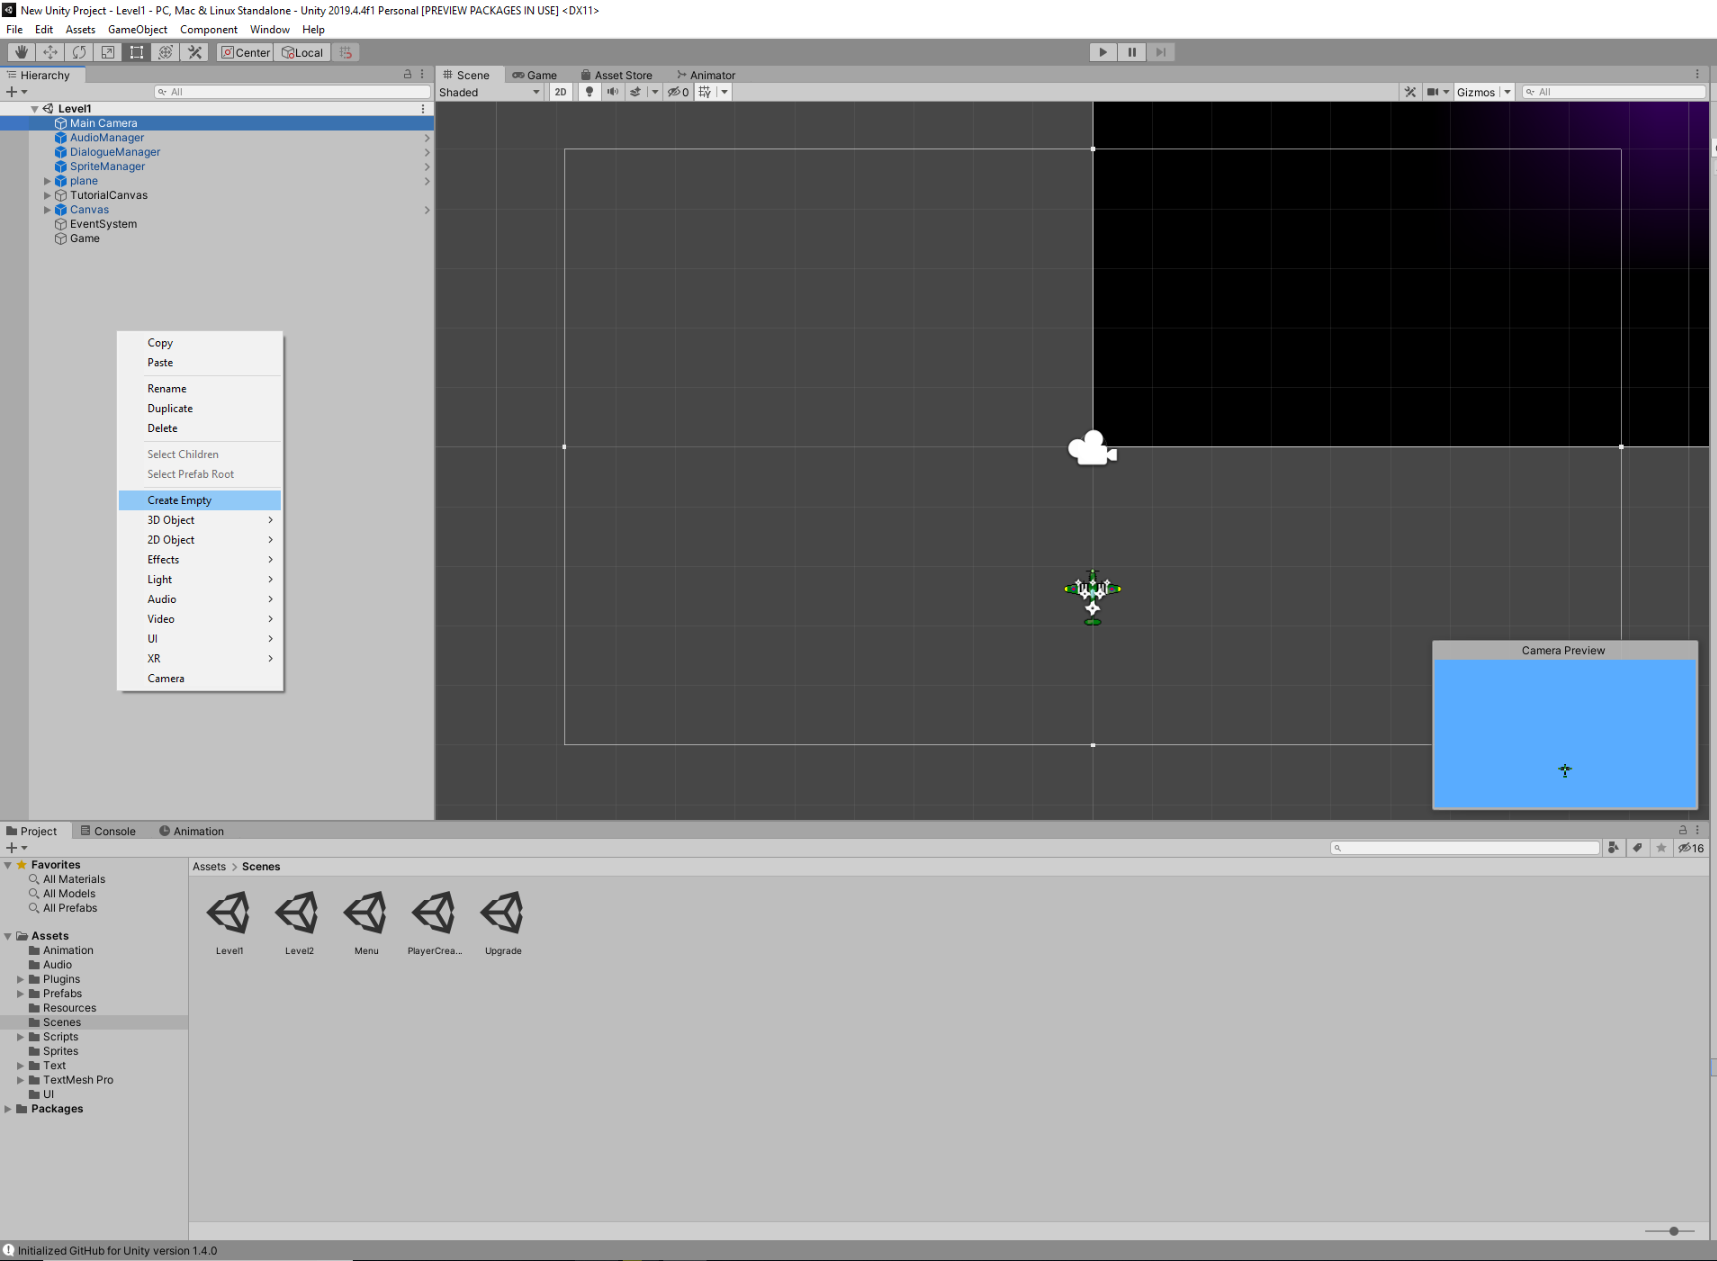 New Unity Project - Level1 - PC, Mac & Linux Standalone - Unity 2019.4.4f1 Personal [PREVIEW PACKAGES IN USE] <DX11>
File Edit Assets GameObject Component Window Help
Center Local
Hierarchy
All
Level1
Main Camera
AudioManager
DialogueManager
SpriteManager
plane
TutorialCanvas
Canvas
EventSystem
Game
Copy
Paste
Rename
Duplicate
Delete
Select Children
Select Prefab Root
Create Empty
3D Object
2D Object
Effects
Light
Audio
Video
UI
XR
Camera
Scene Game Asset Store Animator
Shaded 2D 0 Gizmos All
Camera Preview
Project Console Animation
16
Favorites
All Materials
All Models
All Prefabs
Assets
Animation
Audio
Plugins
Prefabs
Resources
Scenes
Scripts
Sprites
Text
TextMesh Pro
UI
Packages
Assets > Scenes
Level1 Level2 Menu PlayerCrea... Upgrade
Initialized GitHub for Unity version 1.4.0